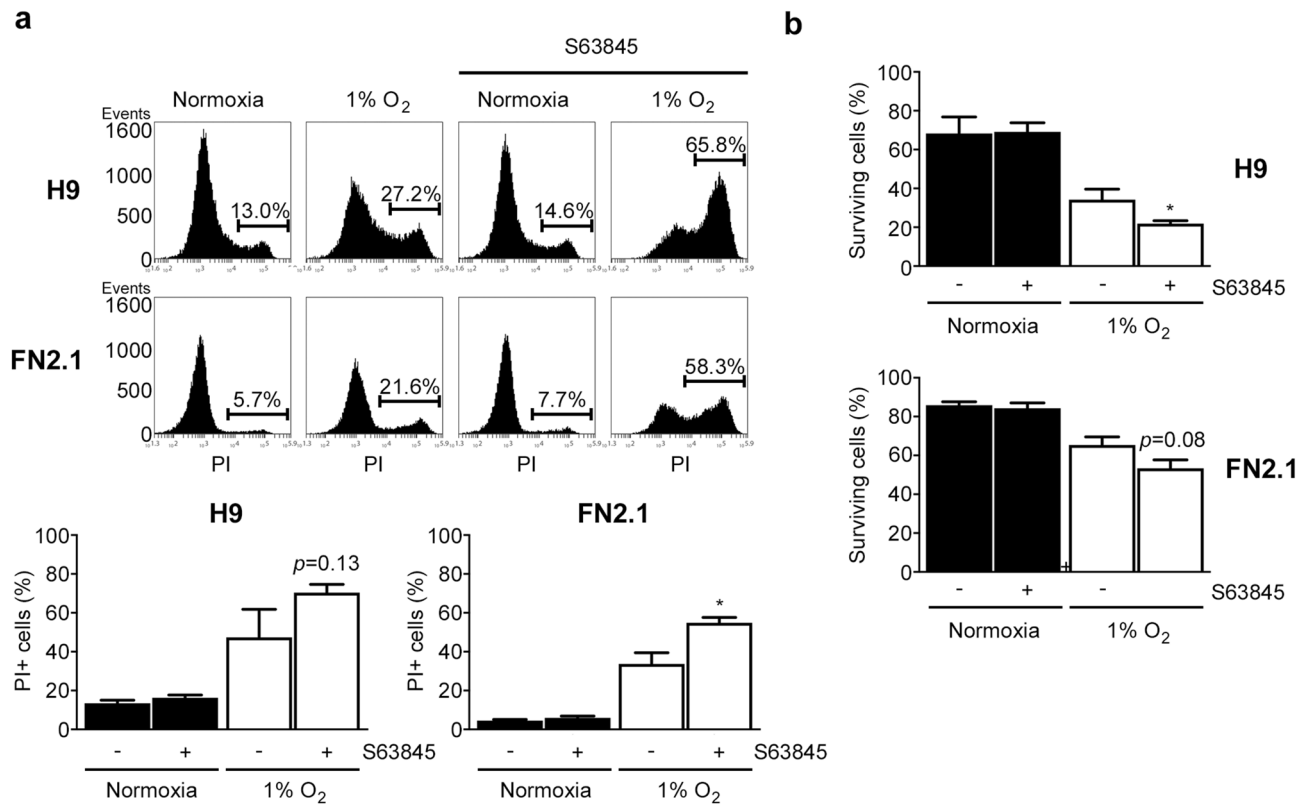 a
S63845
Normoxia 1% O2 Normoxia 1% O2
Events
1600
1000
500
0
H9
13.0% 27.2% 14.6% 65.8%
Events
1600
1000
500
0
FN2.1
5.7% 21.6% 7.7% 58.3%
PI PI PI PI
H9
PI+ cells (%)
100
80
60
40
20
0
p=0.13
- + - + S63845
Normoxia 1% O2
FN2.1
PI+ cells (%)
100
80
60
40
20
0
*
- + - + S63845
Normoxia 1% O2
b
Surviving cells (%)
100
80
60
40
20
0
*
H9
- + - + S63845
Normoxia 1% O2
Surviving cells (%)
100
80
60
40
20
0
p=0.08
FN2.1
+
- + - S63845
Normoxia 1% O2